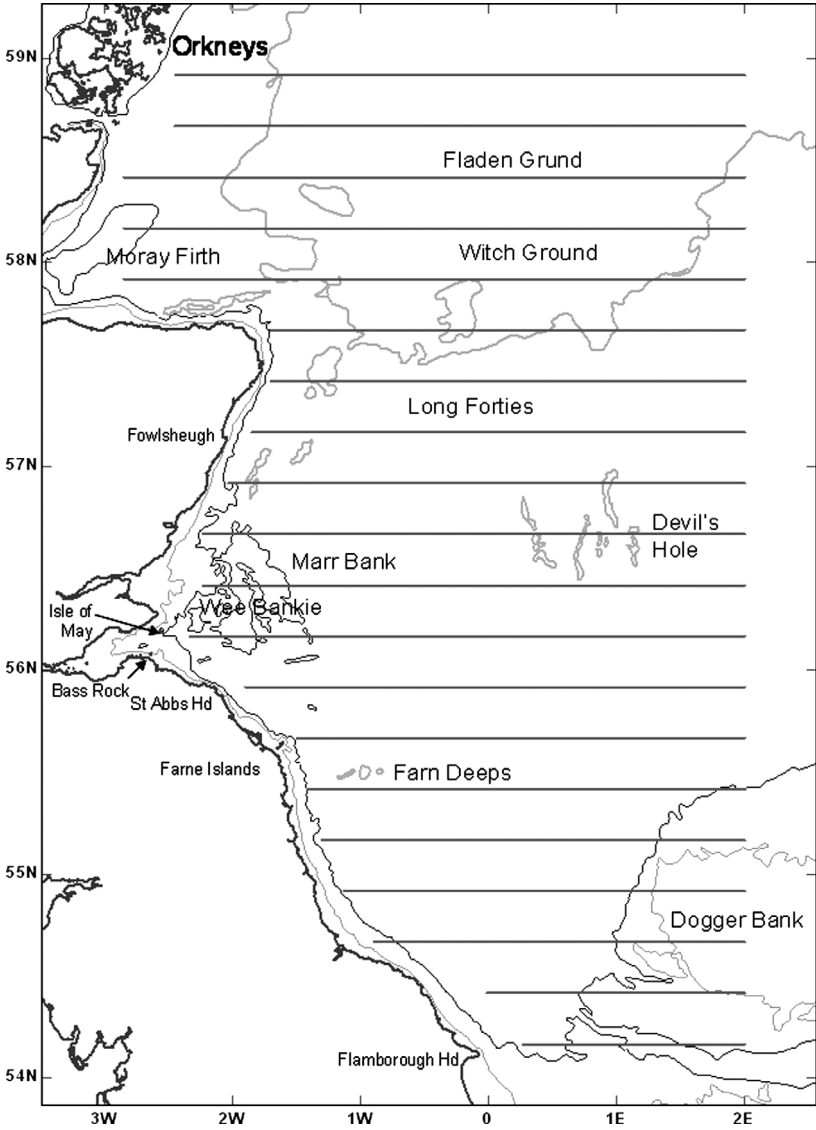 59N
Orkneys
Fladen Grund
58N
Moray Firth
Witch Ground
Long Forties
Fowlsheugh
57N
Devil's
Hole
Marr Bank
Wee Bankie
Isle of
May
56N
Bass Rock
St Abbs Hd
Farne Islands
Farn Deeps
55N
Dogger Bank
Flamborough Hd
54N
3W 2W 1W 0 1E 2E